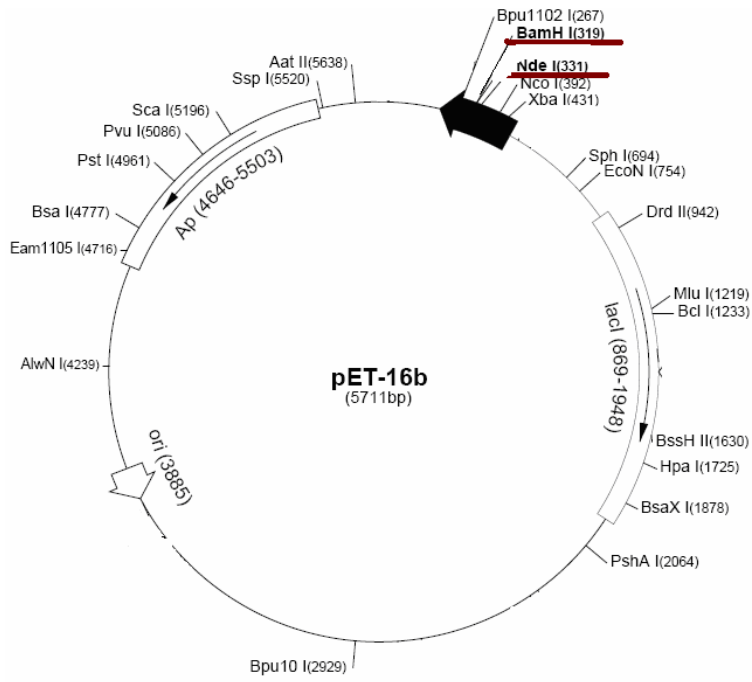 Bpu1102 I(267)
BamH I(319)
Nde I(331)
Nco I(392)
Xba I(431)
Aat II(5638)
Ssp I(5520)
Sca I(5196)
Pvu I(5086)
Pst I(4961)
Bsa I(4777)
Eam1105 I(4716)
Ap (4646-5503)
AlwN I(4239)
ori (3885)
Sph I(694)
EcoN I(754)
Drd II(942)
Mlu I(1219)
Bcl I(1233)
lacI (869-1948)
BssH II(1630)
Hpa I(1725)
BsaX I(1878)
PshA I(2064)
Bpu10 I(2929)
pET-16b
(5711bp)